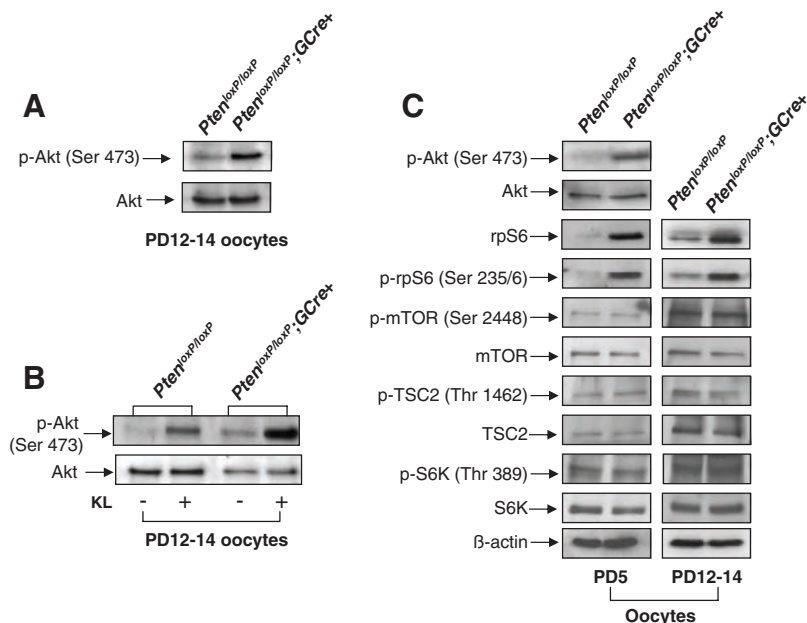 A
Pten^loxP/loxP
Pten^loxP/loxP;GCre+
p-Akt (Ser 473)
Akt
PD12-14 oocytes
B
Pten^loxP/loxP
Pten^loxP/loxP;GCre+
p-Akt
(Ser 473)
Akt
KL - + - +
PD12-14 oocytes
C
Pten^loxP/loxP
Pten^loxP/loxP;GCre+
p-Akt (Ser 473)
Akt
Pten^loxP/loxP
Pten^loxP/loxP;GCre+
rpS6
p-rpS6 (Ser 235/6)
p-mTOR (Ser 2448)
mTOR
p-TSC2 (Thr 1462)
TSC2
p-S6K (Thr 389)
S6K
ß-actin
PD5 PD12-14
Oocytes